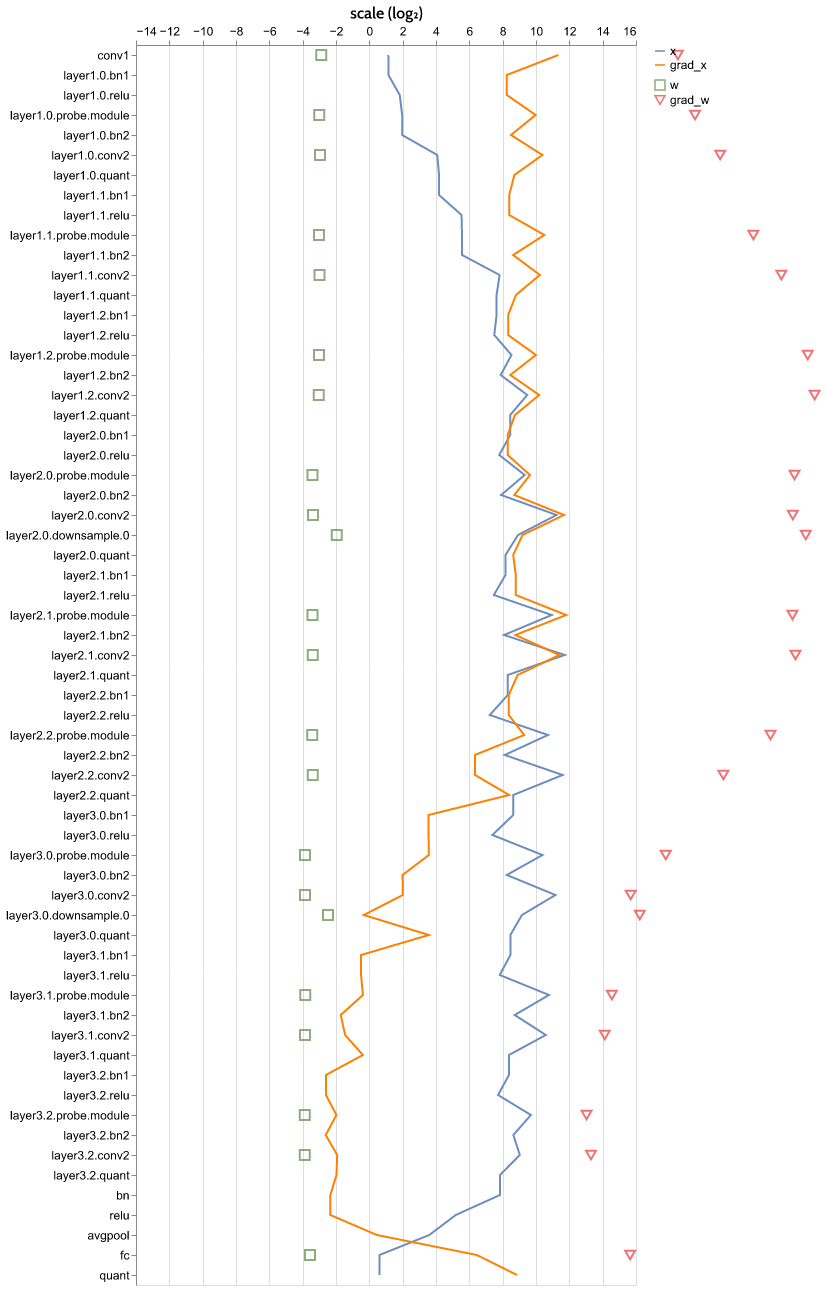 scale (log₂)
−14 −12 −10 −8 −6 −4 −2 0 2 4 6 8 10 12 14 16
conv1
layer1.0.bn1
layer1.0.relu
layer1.0.probe.module
layer1.0.bn2
layer1.0.conv2
layer1.0.quant
layer1.1.bn1
layer1.1.relu
layer1.1.probe.module
layer1.1.bn2
layer1.1.conv2
layer1.1.quant
layer1.2.bn1
layer1.2.relu
layer1.2.probe.module
layer1.2.bn2
layer1.2.conv2
layer1.2.quant
layer2.0.bn1
layer2.0.relu
layer2.0.probe.module
layer2.0.bn2
layer2.0.conv2
layer2.0.downsample.0
layer2.0.quant
layer2.1.bn1
layer2.1.relu
layer2.1.probe.module
layer2.1.bn2
layer2.1.conv2
layer2.1.quant
layer2.2.bn1
layer2.2.relu
layer2.2.probe.module
layer2.2.bn2
layer2.2.conv2
layer2.2.quant
layer3.0.bn1
layer3.0.relu
layer3.0.probe.module
layer3.0.bn2
layer3.0.conv2
layer3.0.downsample.0
layer3.0.quant
layer3.1.bn1
layer3.1.relu
layer3.1.probe.module
layer3.1.bn2
layer3.1.conv2
layer3.1.quant
layer3.2.bn1
layer3.2.relu
layer3.2.probe.module
layer3.2.bn2
layer3.2.conv2
layer3.2.quant
bn
relu
avgpool
fc
quant
x
grad_x
w
grad_w